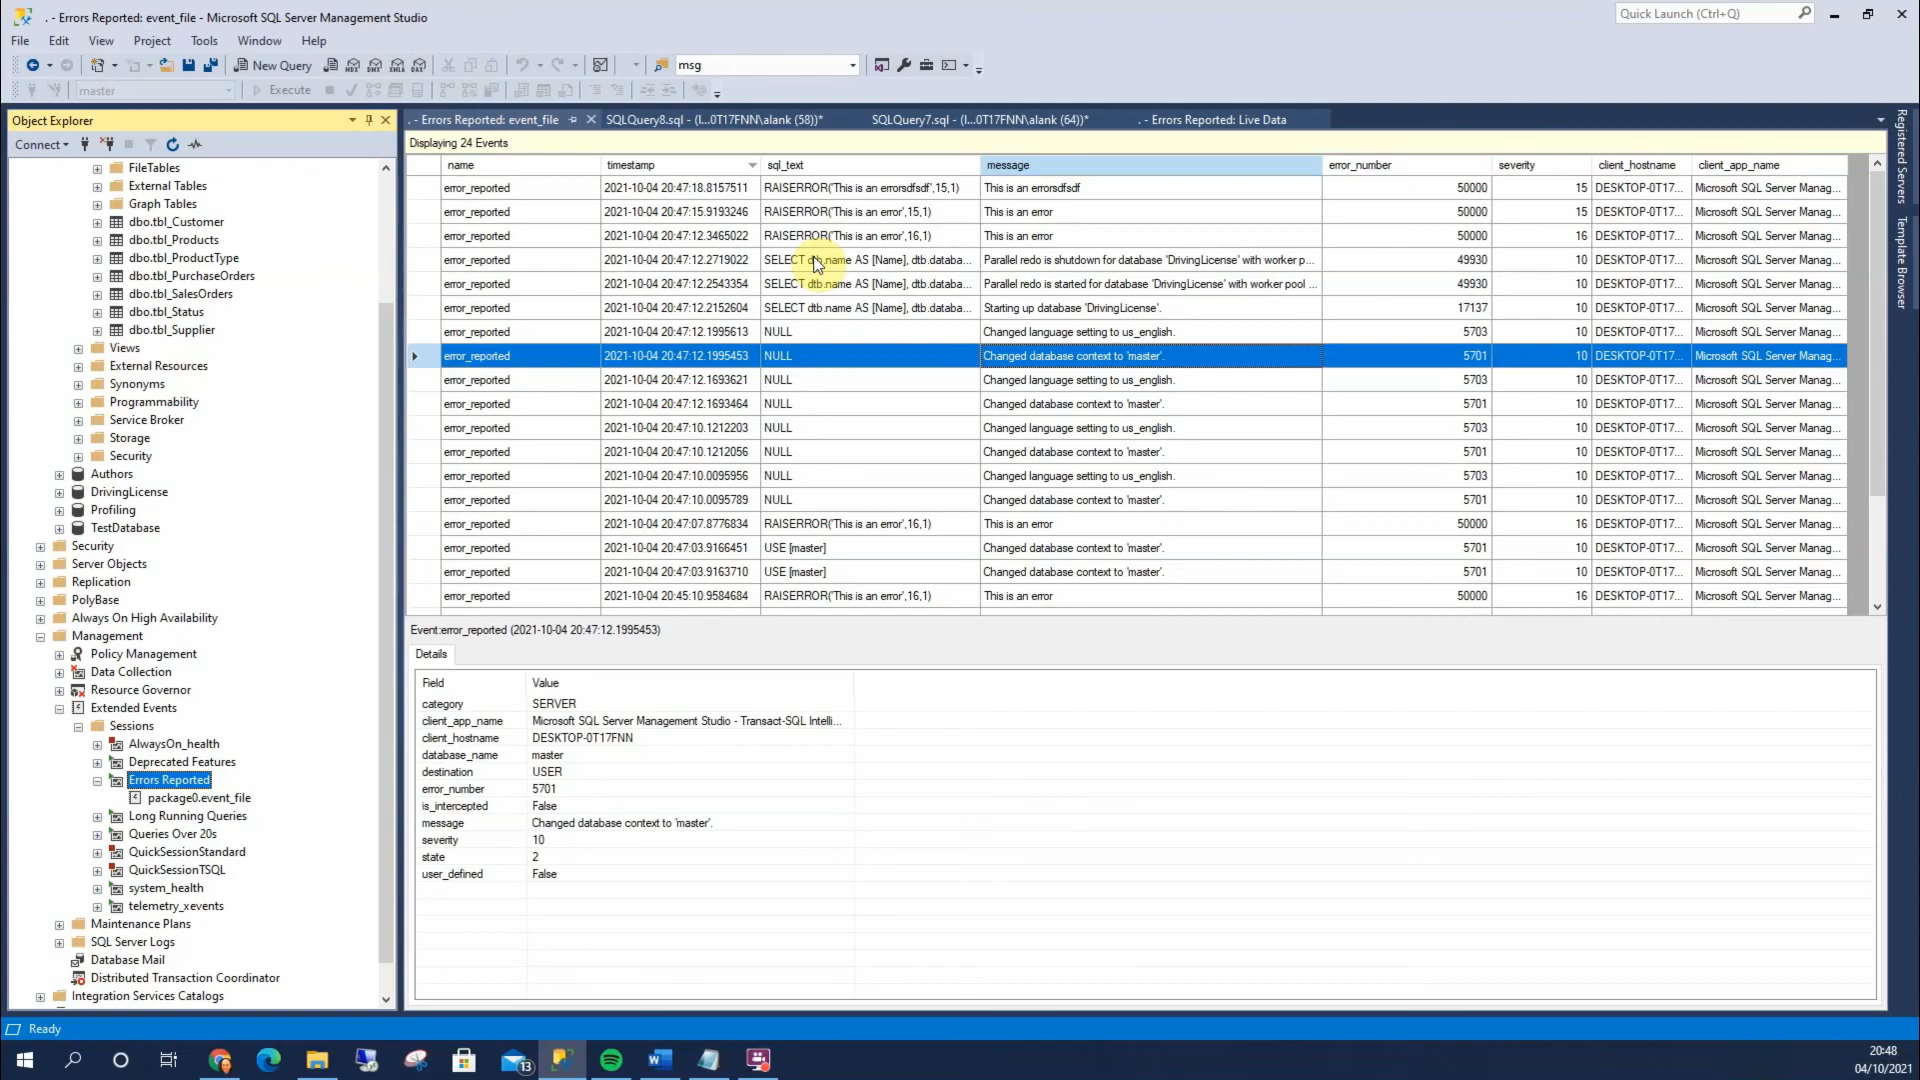 . - Errors Reported: event_file - Microsoft SQL Server Management Studio
Quick Launch (Ctrl+Q)
File Edit View Project Tools Window Help
New Query msg
master Execute
Object Explorer
Connect
FileTables
External Tables
Graph Tables
dbo.tbl_Customer
dbo.tbl_Products
dbo.tbl_ProductType
dbo.tbl_PurchaseOrders
dbo.tbl_SalesOrders
dbo.tbl_Status
dbo.tbl_Supplier
Views
External Resources
Synonyms
Programmability
Service Broker
Storage
Security
Authors
DrivingLicense
Profiling
TestDatabase
Security
Server Objects
Replication
PolyBase
Always On High Availability
Management
Policy Management
Data Collection
Resource Governor
Extended Events
Sessions
AlwaysOn_health
Deprecated Features
Errors Reported
package0.event_file
Long Running Queries
Queries Over 20s
QuickSessionStandard
QuickSessionTSQL
system_health
telemetry_xevents
Maintenance Plans
SQL Server Logs
Database Mail
Distributed Transaction Coordinator
Integration Services Catalogs
. - Errors Reported: event_file SQLQuery8.sql - (l...0T17FNN\alank (58))* SQLQuery7.sql - (l...0T17FNN\alank (64))* . - Errors Reported: Live Data
Displaying 24 Events
name timestamp sql_text message error_number severity client_hostname client_app_name
error_reported 2021-10-04 20:47:18.8157511 RAISERROR('This is an errorsdfsdf',15,1) This is an errorsdfsdf 50000 15 DESKTOP-0T17... Microsoft SQL Server Manag...
error_reported 2021-10-04 20:47:15.9193246 RAISERROR('This is an error',15,1) This is an error 50000 15 DESKTOP-0T17... Microsoft SQL Server Manag...
error_reported 2021-10-04 20:47:12.3465022 RAISERROR('This is an error',16,1) This is an error 50000 16 DESKTOP-0T17... Microsoft SQL Server Manag...
error_reported 2021-10-04 20:47:12.2719022 SELECT dtb.name AS [Name], dtb.databa... Parallel redo is shutdown for database 'DrivingLicense' with worker p... 49930 10 DESKTOP-0T17... Microsoft SQL Server Manag...
error_reported 2021-10-04 20:47:12.2543354 SELECT dtb.name AS [Name], dtb.databa... Parallel redo is started for database 'DrivingLicense' with worker pool ... 49930 10 DESKTOP-0T17... Microsoft SQL Server Manag...
error_reported 2021-10-04 20:47:12.2152604 SELECT dtb.name AS [Name], dtb.databa... Starting up database 'DrivingLicense'. 17137 10 DESKTOP-0T17... Microsoft SQL Server Manag...
error_reported 2021-10-04 20:47:12.1995613 NULL Changed language setting to us_english. 5703 10 DESKTOP-0T17... Microsoft SQL Server Manag...
error_reported 2021-10-04 20:47:12.1995453 NULL Changed database context to 'master'. 5701 10 DESKTOP-0T17... Microsoft SQL Server Manag...
error_reported 2021-10-04 20:47:12.1693621 NULL Changed language setting to us_english. 5703 10 DESKTOP-0T17... Microsoft SQL Server Manag...
error_reported 2021-10-04 20:47:12.1693464 NULL Changed database context to 'master'. 5701 10 DESKTOP-0T17... Microsoft SQL Server Manag...
error_reported 2021-10-04 20:47:10.1212203 NULL Changed language setting to us_english. 5703 10 DESKTOP-0T17... Microsoft SQL Server Manag...
error_reported 2021-10-04 20:47:10.1212056 NULL Changed database context to 'master'. 5701 10 DESKTOP-0T17... Microsoft SQL Server Manag...
error_reported 2021-10-04 20:47:10.0095956 NULL Changed language setting to us_english. 5703 10 DESKTOP-0T17... Microsoft SQL Server Manag...
error_reported 2021-10-04 20:47:10.0095789 NULL Changed database context to 'master'. 5701 10 DESKTOP-0T17... Microsoft SQL Server Manag...
error_reported 2021-10-04 20:47:07.8776834 RAISERROR('This is an error',16,1) This is an error 50000 16 DESKTOP-0T17... Microsoft SQL Server Manag...
error_reported 2021-10-04 20:47:03.9166451 USE [master] Changed database context to 'master'. 5701 10 DESKTOP-0T17... Microsoft SQL Server Manag...
error_reported 2021-10-04 20:47:03.9163710 USE [master] Changed database context to 'master'. 5701 10 DESKTOP-0T17... Microsoft SQL Server Manag...
error_reported 2021-10-04 20:45:10.9584684 RAISERROR('This is an error',16,1) This is an error 50000 16 DESKTOP-0T17... Microsoft SQL Server Manag...
Event:error_reported (2021-10-04 20:47:12.1995453)
Details
Field Value
category SERVER
client_app_name Microsoft SQL Server Management Studio - Transact-SQL Intelli...
client_hostname DESKTOP-0T17FNN
database_name master
destination USER
error_number 5701
is_intercepted False
message Changed database context to 'master'.
severity 10
state 2
user_defined False
Registered Servers
Template Browser
Ready
13
20:48
04/10/2021